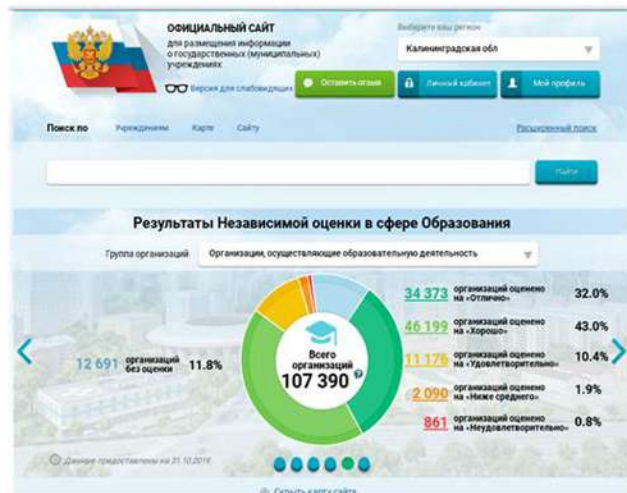 ОФИЦИАЛЬНЫЙ САЙТ
для размещения информации
о государственных (муниципальных)
учреждениях
Версия для слабовидящих
Выберите ваш регион
Калининградская обл
Оставить отзыв
Личный кабинет
Мой профиль
Поиск по Учреждениям Карте Сайту
Расширенный поиск
Найти
Результаты Независимой оценки в сфере Образования
Группа организаций Организации, осуществляющие образовательную деятельность
12 691 организаций без оценки 11.8%
Всего
организаций
107 390
34 373 организаций оценено на «Отлично» 32.0%
46 199 организаций оценено на «Хорошо» 43.0%
11 176 организаций оценено на «Удовлетворительно» 10.4%
2 090 организаций оценено на «Ниже среднего» 1.9%
861 организаций оценено на «Неудовлетворительно» 0.8%
Данные предоставлены на 31.10.2019
Скрыть карту сайта